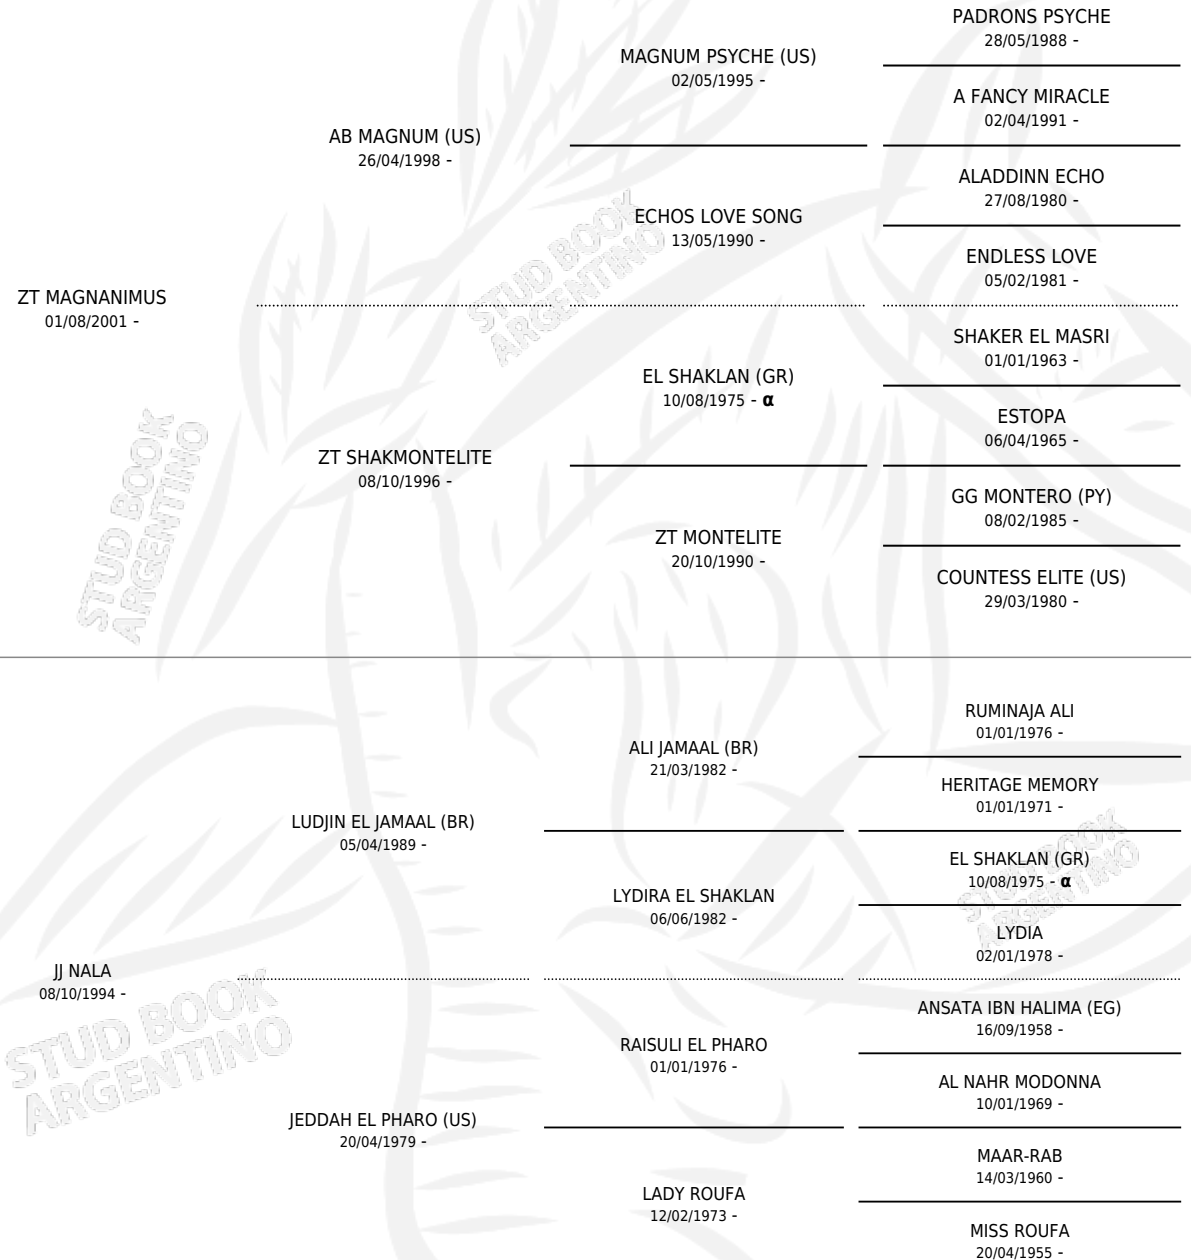 PADRONS PSYCHE
28/05/1988 -
MAGNUM PSYCHE (US)
02/05/1995 -
A FANCY MIRACLE
02/04/1991 -
AB MAGNUM (US)
26/04/1998 -
ALADDINN ECHO
27/08/1980 -
ECHOS LOVE SONG
13/05/1990 -
ENDLESS LOVE
05/02/1981 -
ZT MAGNANIMUS
01/08/2001 -
SHAKER EL MASRI
01/01/1963 -
EL SHAKLAN (GR)
10/08/1975 - α
ESTOPA
06/04/1965 -
ZT SHAKMONTELITE
08/10/1996 -
GG MONTERO (PY)
08/02/1985 -
ZT MONTELITE
20/10/1990 -
COUNTESS ELITE (US)
29/03/1980 -
RUMINAJA ALI
01/01/1976 -
ALI JAMAAL (BR)
21/03/1982 -
HERITAGE MEMORY
01/01/1971 -
LUDJIN EL JAMAAL (BR)
05/04/1989 -
EL SHAKLAN (GR)
10/08/1975 - α
LYDIRA EL SHAKLAN
06/06/1982 -
LYDIA
02/01/1978 -
JJ NALA
08/10/1994 -
ANSATA IBN HALIMA (EG)
16/09/1958 -
RAISULI EL PHARO
01/01/1976 -
AL NAHR MODONNA
10/01/1969 -
JEDDAH EL PHARO (US)
20/04/1979 -
MAAR-RAB
14/03/1960 -
LADY ROUFA
12/02/1973 -
MISS ROUFA
20/04/1955 -
STUD BOOK
ARGENTINO
STUD BOOK
ARGENTINO
STUD BOOK
ARGENTINO
STUD BOOK
ARGENTINO